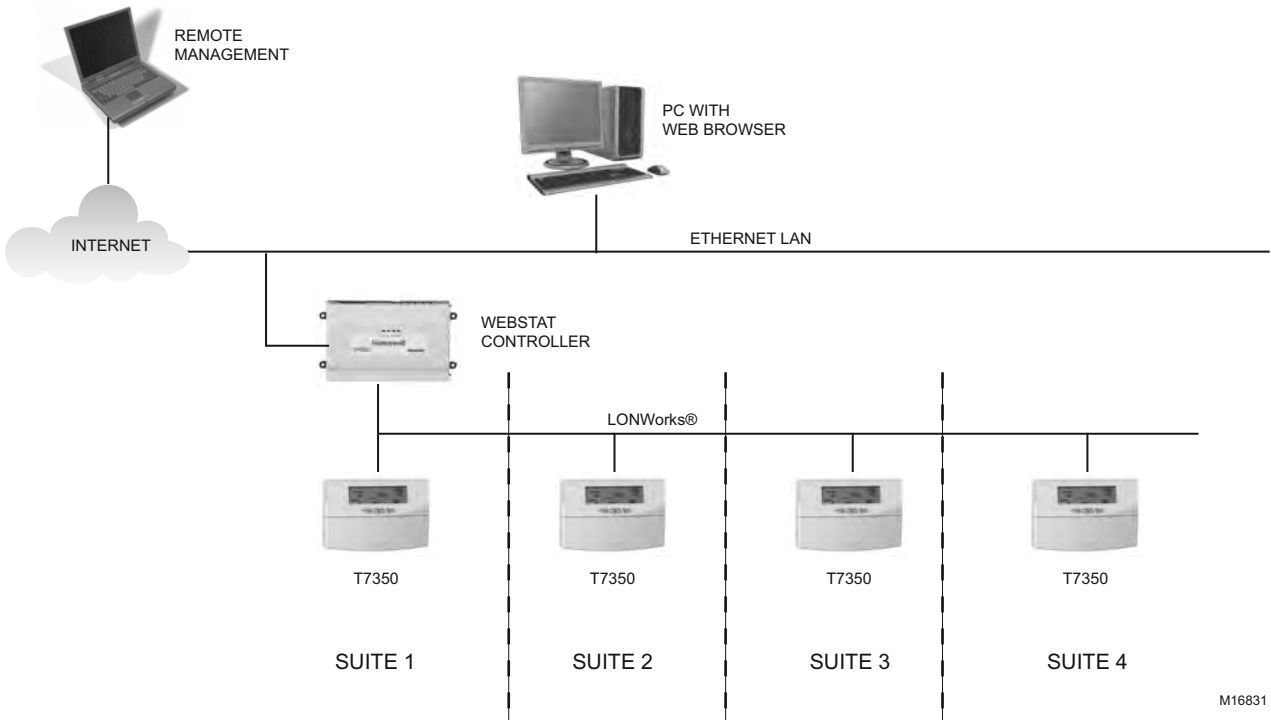 REMOTE
MANAGEMENT
PC WITH
WEB BROWSER
INTERNET
ETHERNET LAN
Honeywell
WEBSTAT
CONTROLLER
LONWorks®
T7350
T7350
T7350
T7350
SUITE 1
SUITE 2
SUITE 3
SUITE 4
M16831